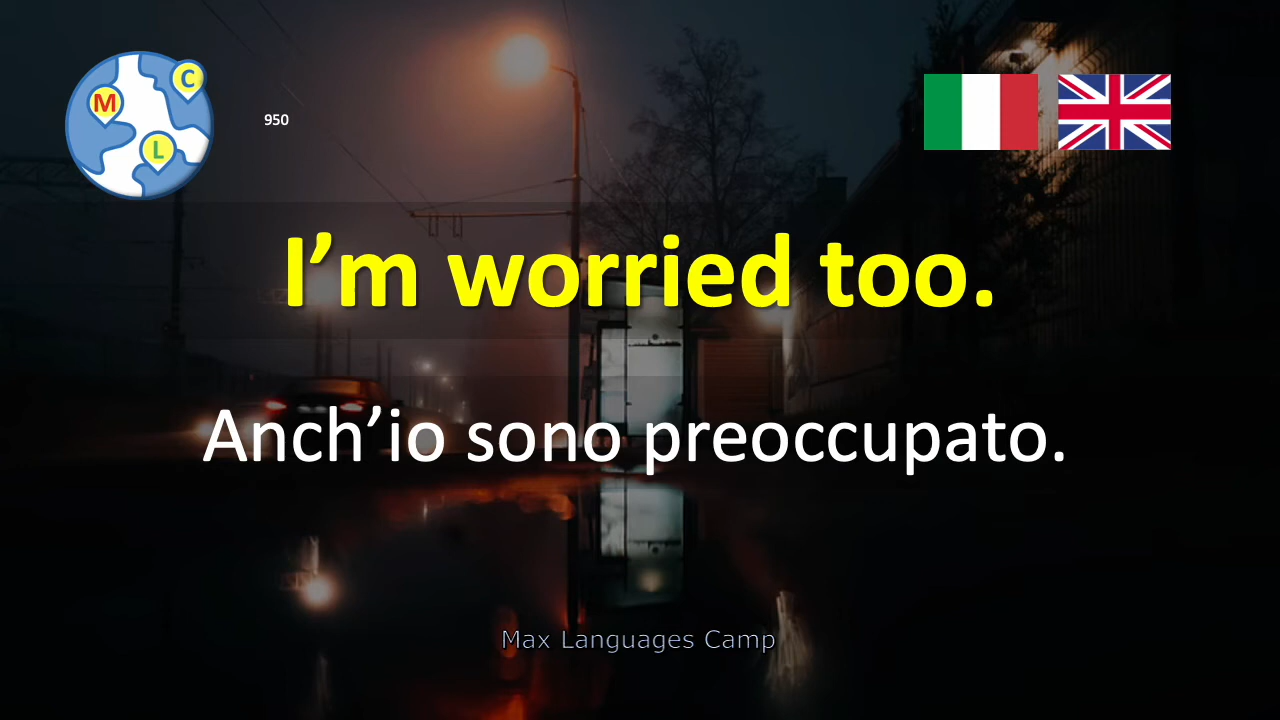 M
C
L
950
I’m worried too.
Anch’io sono preoccupato.
Max Languages Camp